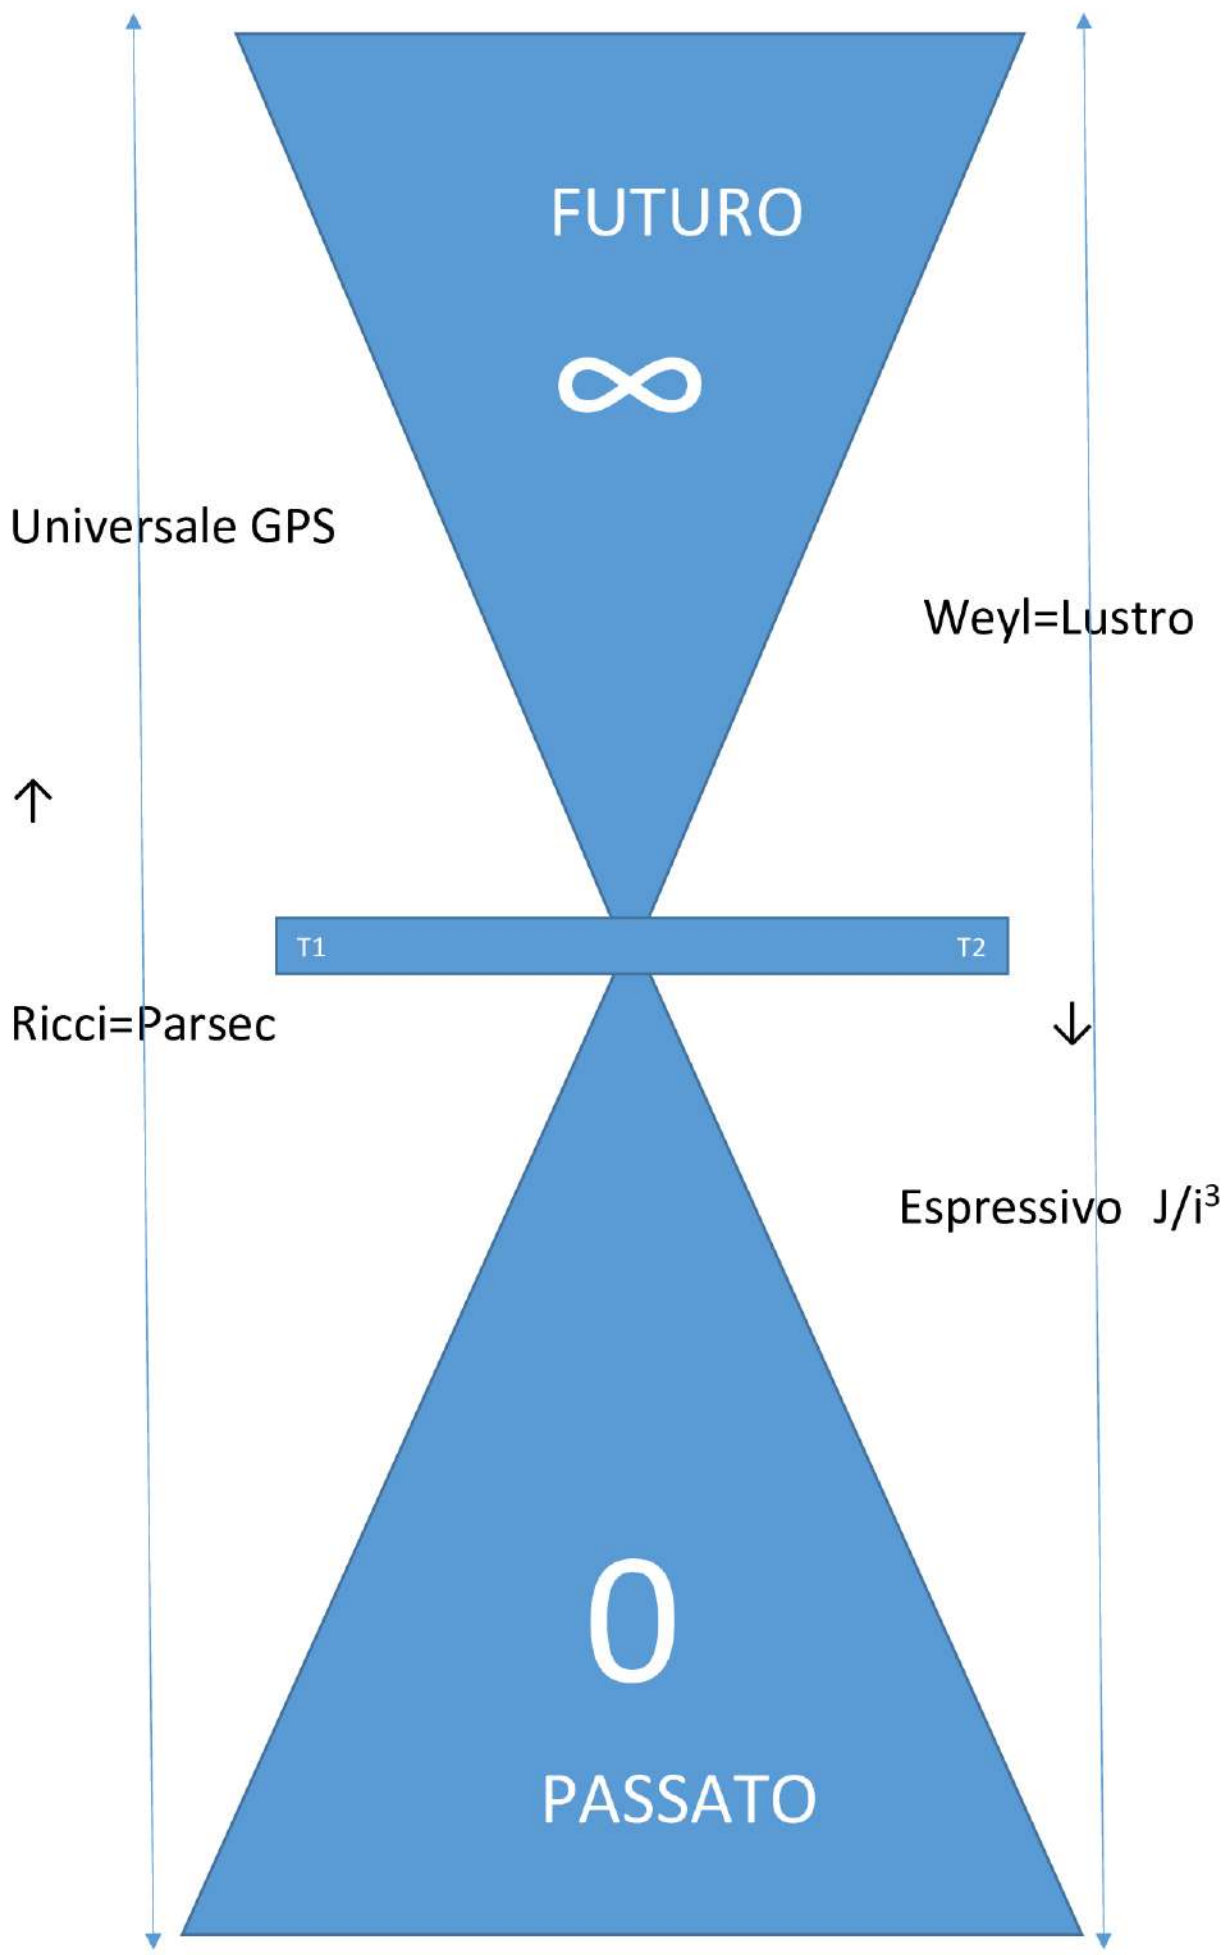 FUTURO
∞
Universale GPS
Weyl=Lustro
↑
T1 T2
Ricci=Parsec
↓
Espressivo J/i³
0
PASSATO